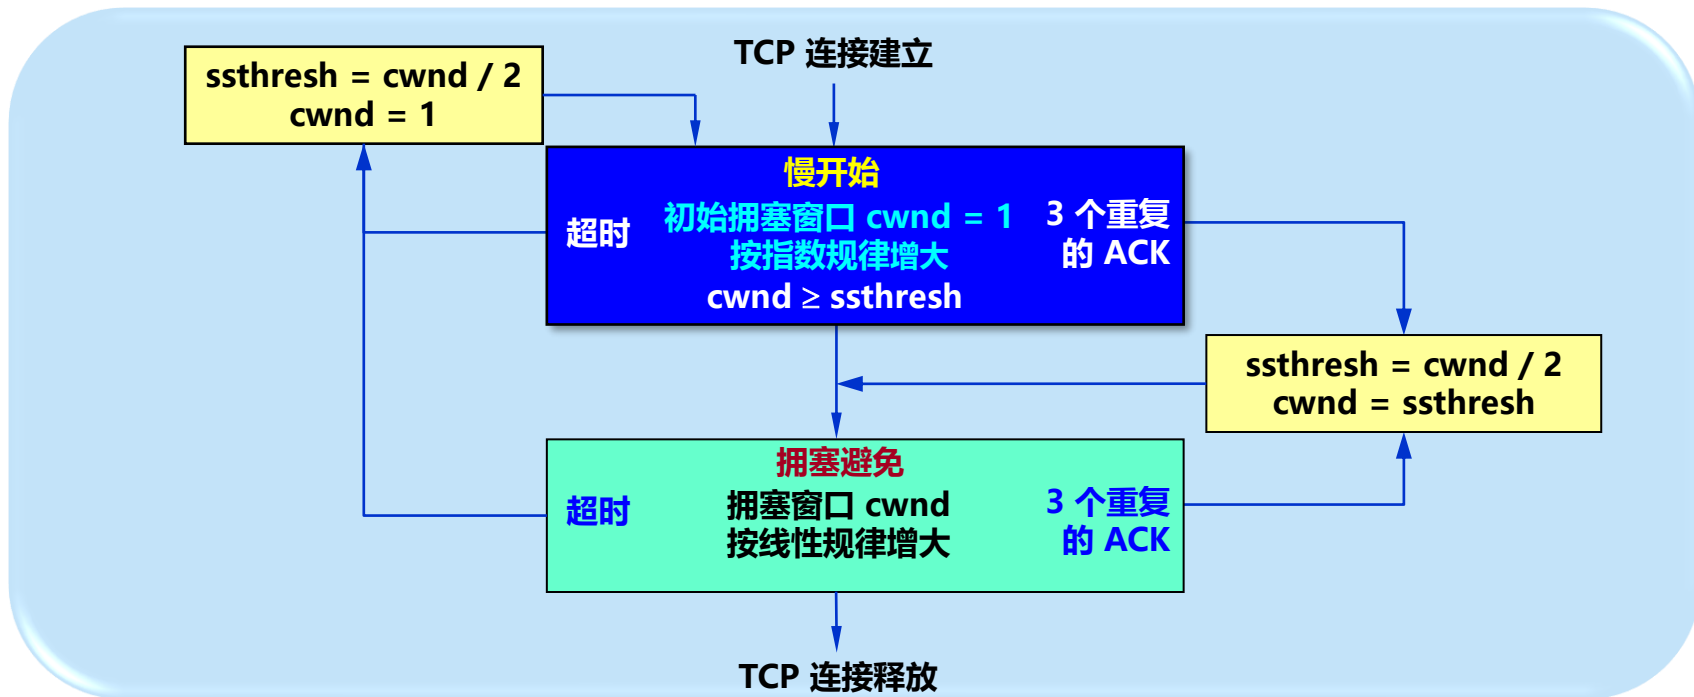 TCP 连接建立
ssthresh = cwnd / 2
cwnd = 1
慢开始
超时
初始拥塞窗口 cwnd = 1
按指数规律增大
3 个重复
的 ACK
cwnd ≥ ssthresh
ssthresh = cwnd / 2
cwnd = ssthresh
拥塞避免
超时
拥塞窗口 cwnd
按线性规律增大
3 个重复
的 ACK
TCP 连接释放